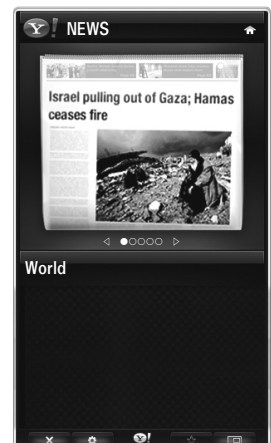 Y! NEWS
Israel pulling out of Gaza; Hamas
ceases fire
World
Y!